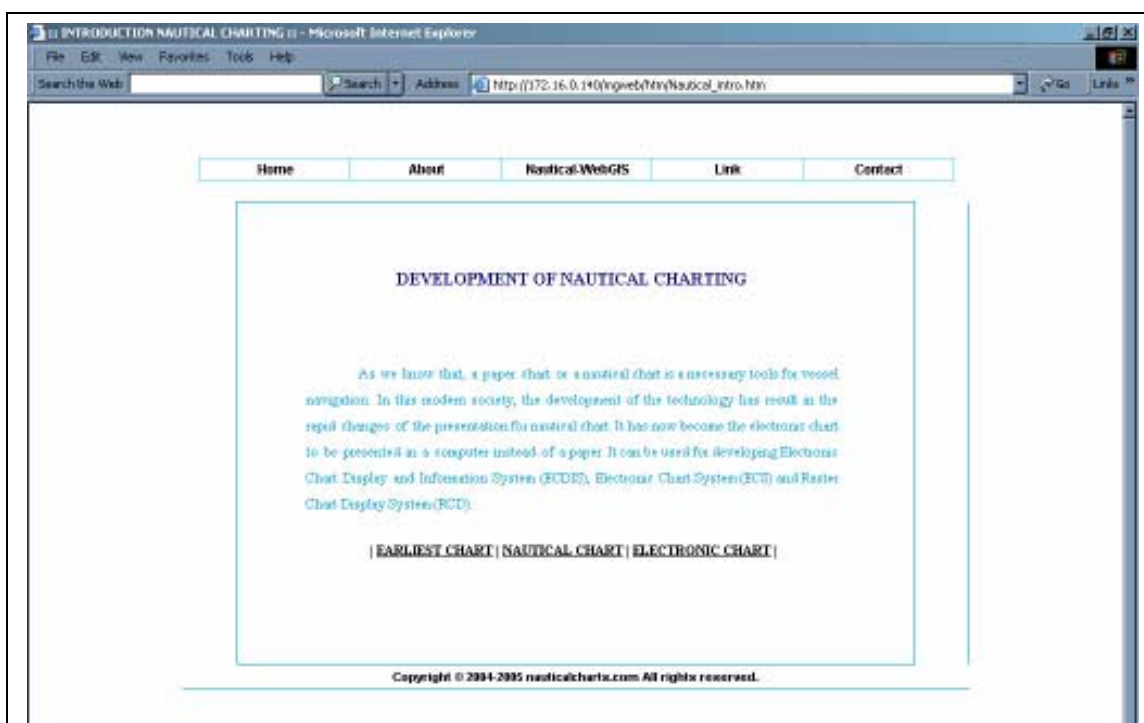 :: INTRODUCTION NAUTICAL CHARTING :: - Microsoft Internet Explorer
File Edit View Favorites Tools Help
Search the Web Search Address http://172.16.0.140/mgweb/htm/Nautical_intro.htm Go Links »
Home About Nautical-WebGIS Link Contact
DEVELOPMENT OF NAUTICAL CHARTING
As we know that, a paper chart or a nautical chart is a necessary tools for vessel
navigation. In this modern society, the development of the technology has result in the
rapid changes of the presentation for nautical chart. It has now become the electronic chart
to be presented in a computer instead of a paper. It can be used for developing Electronic
Chart Display and Information System (ECDIS), Electronic Chart System (ECS) and Raster
Chart Display System (RCD).
| EARLIEST CHART | NAUTICAL CHART | ELECTRONIC CHART |
Copyright © 2004-2005 nauticalcharts.com All rights reserved.